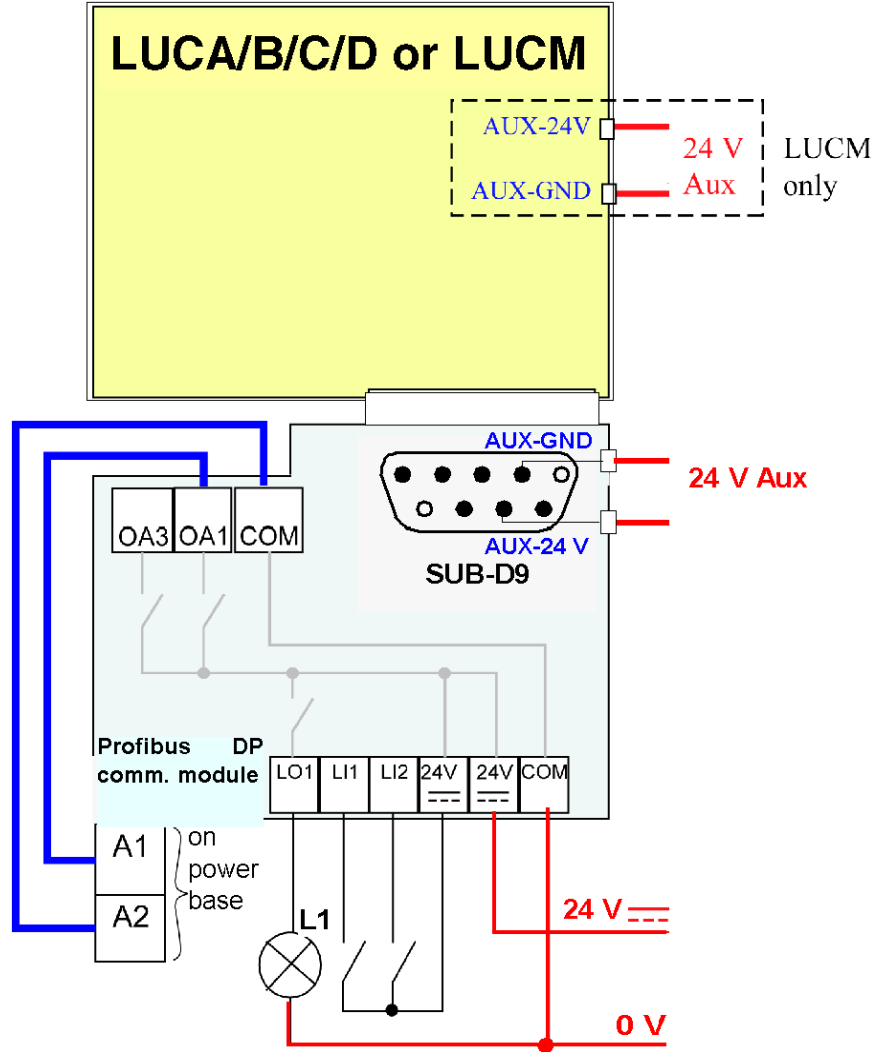 LUCA/B/C/D or LUCM
AUX-24V
24 V
LUCM
AUX-GND
Aux
only
AUX-GND
24 V Aux
OA3
OA1
COM
AUX-24 V
SUB-D9
Profibus DP
comm. module
LO1
LI1
LI2
24V
24V
COM
A1
on
power
base
A2
L1
24 V
0 V